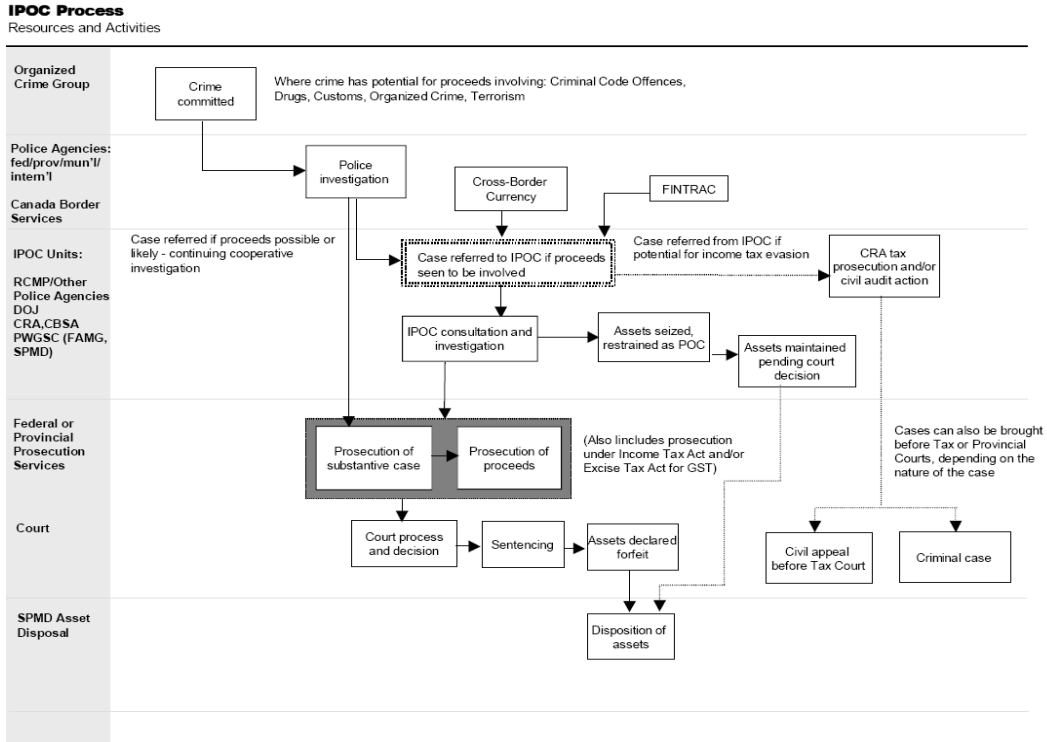 IPOC Process
Resources and Activities
Organized
Crime Group
Crime
committed
Where crime has potential for proceeds involving: Criminal Code Offences,
Drugs, Customs, Organized Crime, Terrorism
Police Agencies:
fed/prov/mun'l/
intern'l
Canada Border
Services
Police
investigation
Cross-Border
Currency
FINTRAC
IPOC Units:
RCMP/Other
Police Agencies
DOJ
CRA,CBSA
PWGSC (FAMG,
SPMD)
Case referred if proceeds possible or
likely - continuing cooperative
investigation
Case referred to IPOC if proceeds
seen to be involved
Case referred from IPOC if
potential for income tax evasion
CRA tax
prosecution and/or
civil audit action
IPOC consultation and
investigation
Assets seized,
restrained as POC
Assets maintained
pending court
decision
Federal or
Provincial
Prosecution
Services
Prosecution of
substantive case
Prosecution of
proceeds
(Also Iincludes prosecution
under Income Tax Act and/or
Excise Tax Act for GST)
Cases can also be brought
before Tax or Provincial
Courts, depending on the
nature of the case
Court
Court process
and decision
Sentencing
Assets declared
forfeit
Civil appeal
before Tax Court
Criminal case
SPMD Asset
Disposal
Disposition of
assets